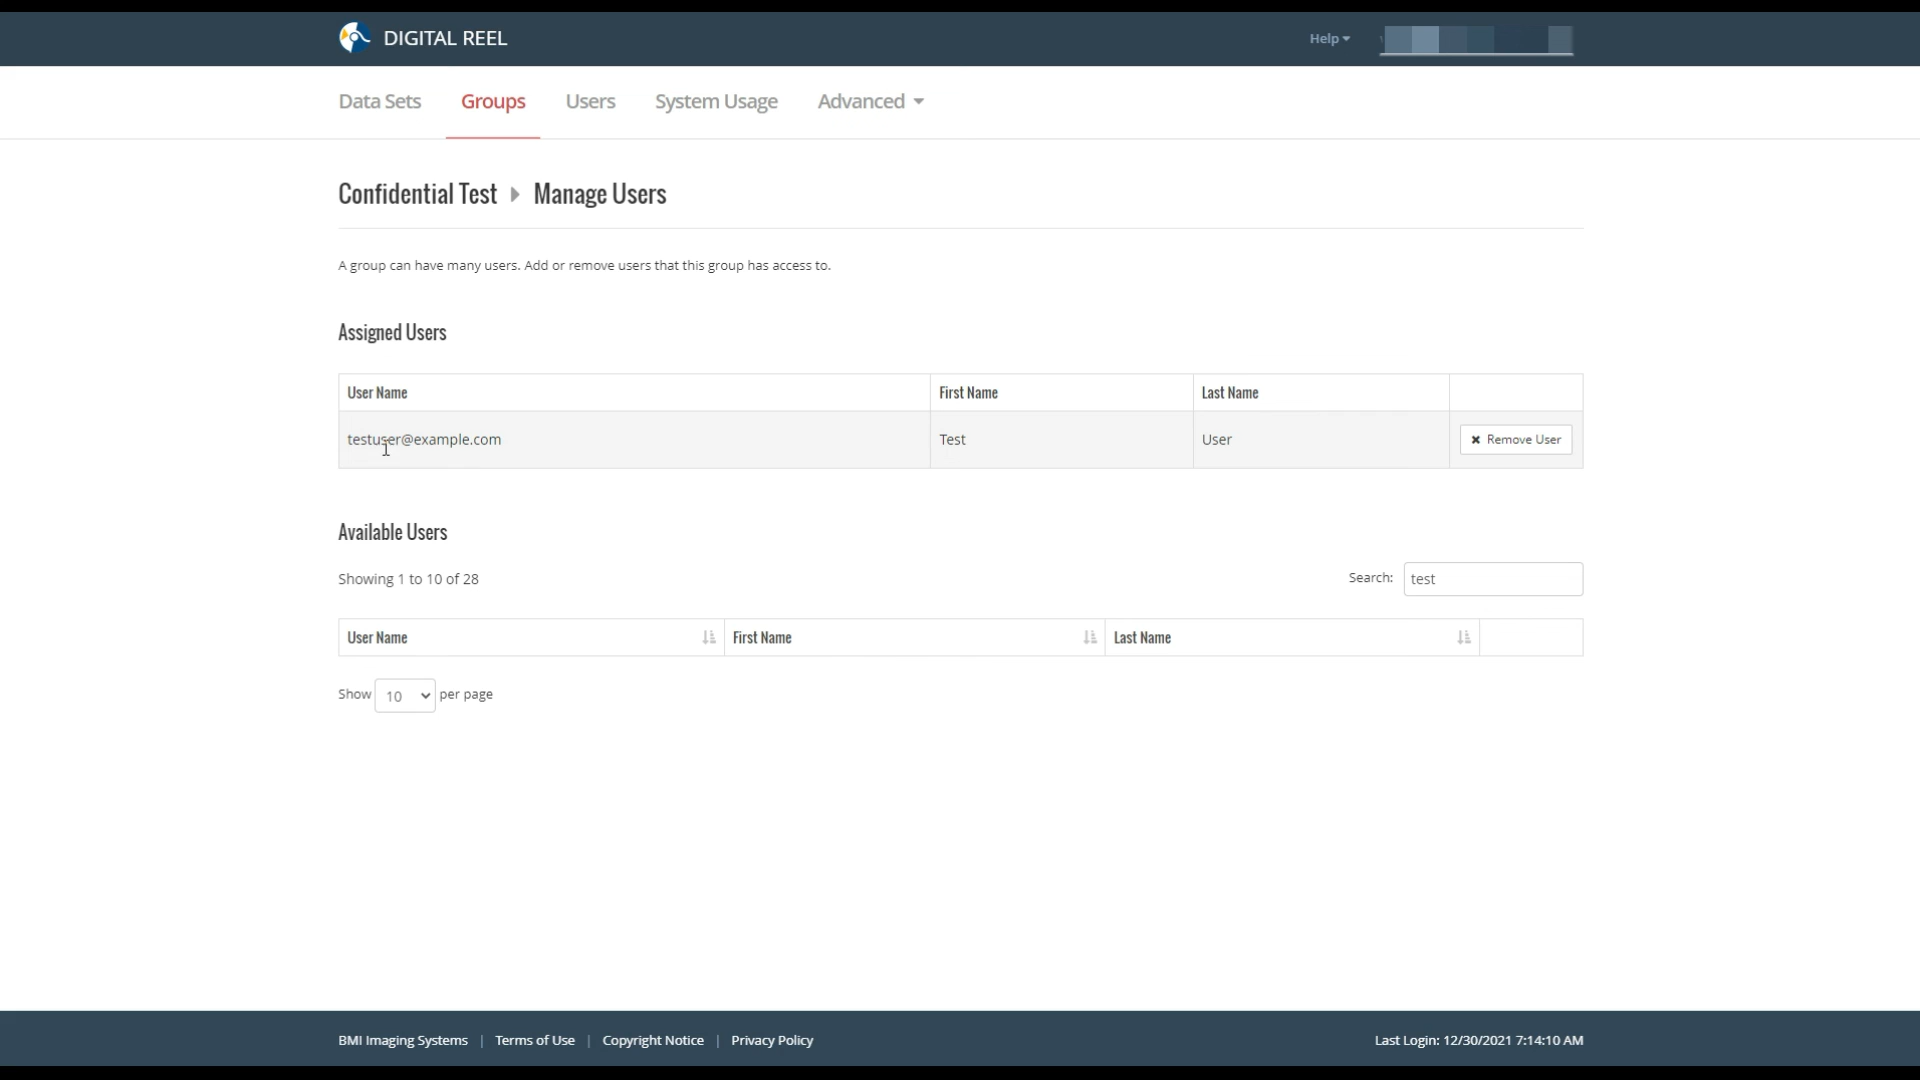 DIGITAL REEL
Help
Data Sets Groups Users System Usage Advanced
Confidential Test Manage Users
A group can have many users. Add or remove users that this group has access to.
Assigned Users
User Name First Name Last Name
testuser@example.com Test User Remove User
Available Users
Showing 1 to 10 of 28 Search: test
User Name First Name Last Name
Show 10 per page
BMI Imaging Systems | Terms of Use | Copyright Notice | Privacy Policy Last Login: 12/30/2021 7:14:10 AM